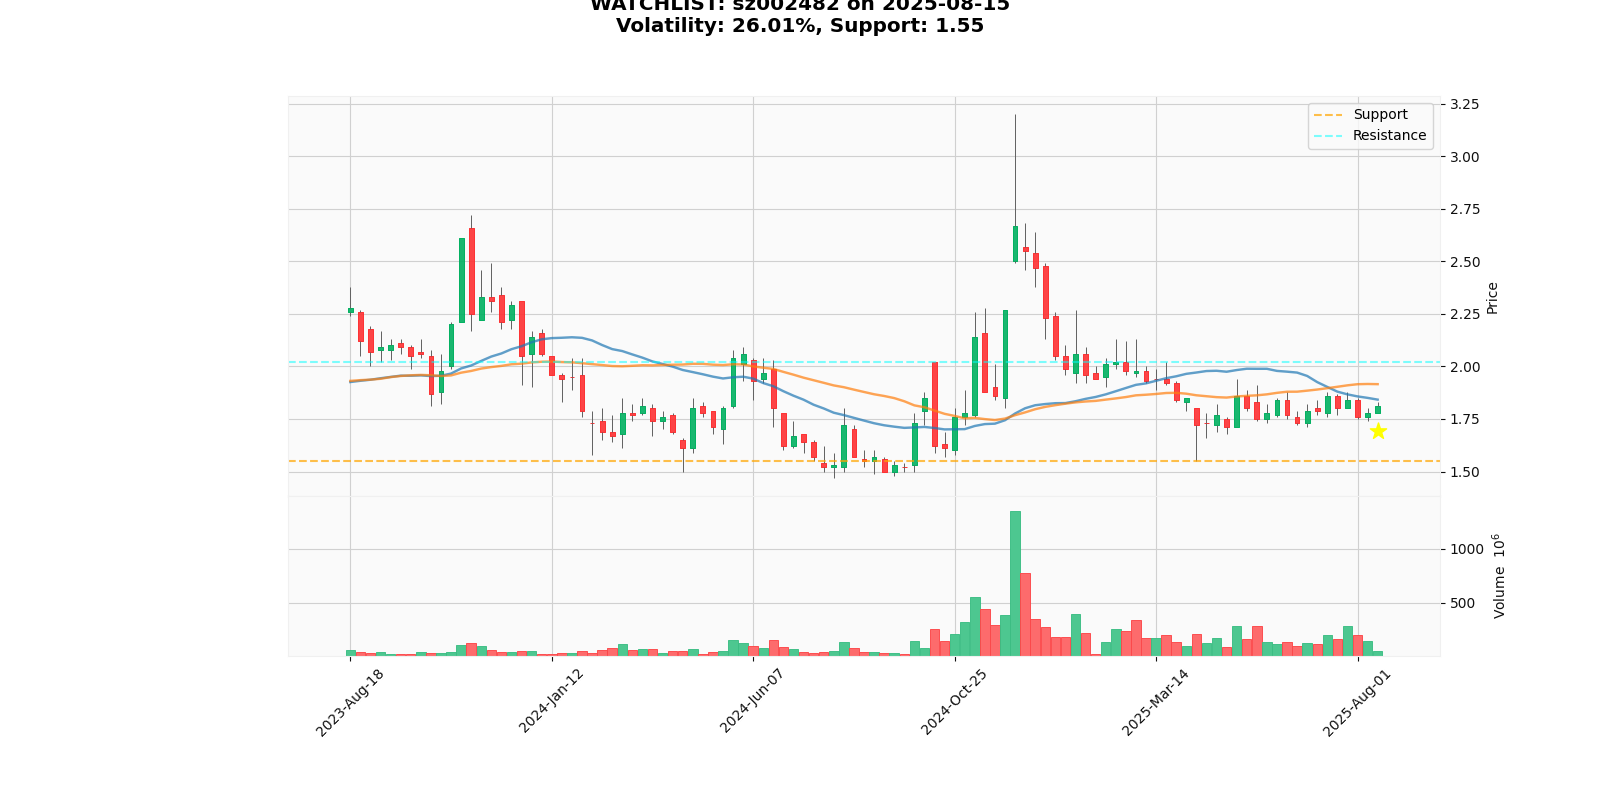 WATCHLIST: sz002482 on 2025-08-15
Volatility: 26.01%, Support: 1.55
Support
Resistance
3.25
3.00
2.75
2.50
2.25
2.00
1.75
1.50
Price
1000
500
Volume 10^6
2023-Aug-18
2024-Jan-12
2024-Jun-07
2024-Oct-25
2025-Mar-14
2025-Aug-01